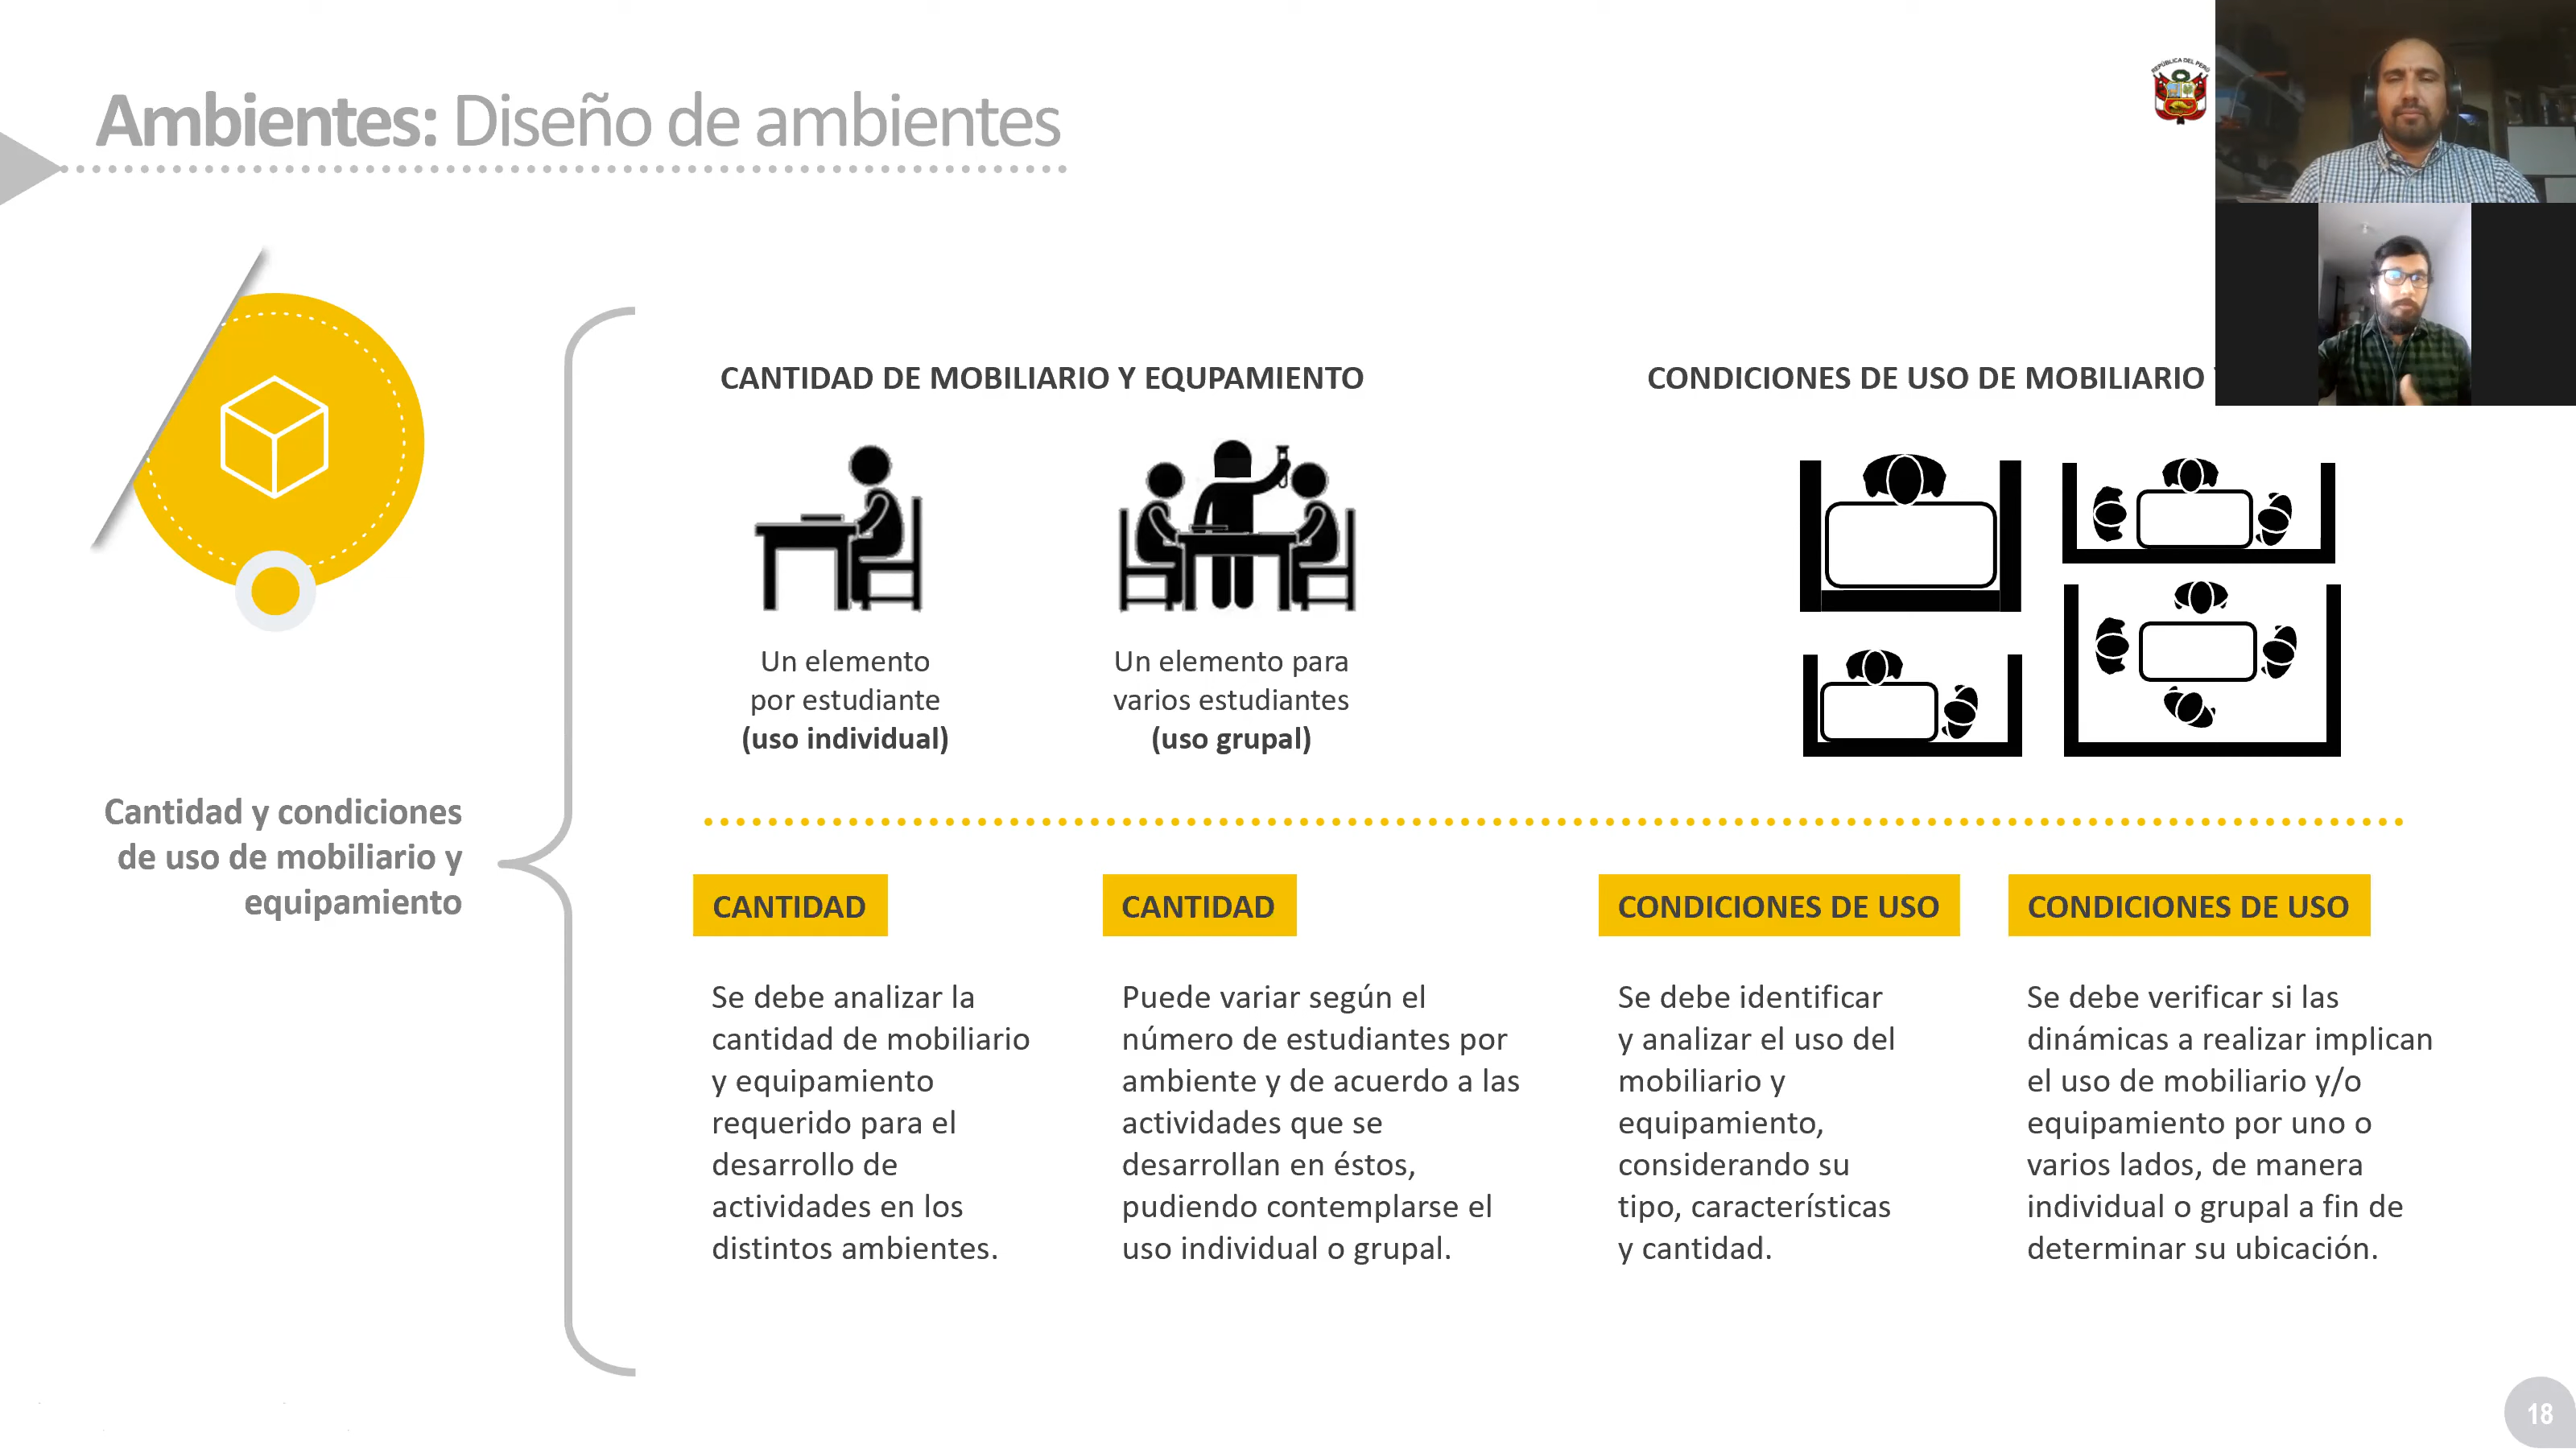 Ambientes: Diseño de ambientes
REPÚBLICA DEL PERÚ
CANTIDAD DE MOBILIARIO Y EQUPAMIENTO
CONDICIONES DE USO DE MOBILIARIO
Un elemento
por estudiante
(uso individual)
Un elemento para
varios estudiantes
(uso grupal)
Cantidad y condiciones
de uso de mobiliario y
equipamiento
CANTIDAD
Se debe analizar la
cantidad de mobiliario
y equipamiento
requerido para el
desarrollo de
actividades en los
distintos ambientes.
CANTIDAD
Puede variar según el
número de estudiantes por
ambiente y de acuerdo a las
actividades que se
desarrollan en éstos,
pudiendo contemplarse el
uso individual o grupal.
CONDICIONES DE USO
Se debe identificar
y analizar el uso del
mobiliario y
equipamiento,
considerando su
tipo, características
y cantidad.
CONDICIONES DE USO
Se debe verificar si las
dinámicas a realizar implican
el uso de mobiliario y/o
equipamiento por uno o
varios lados, de manera
individual o grupal a fin de
determinar su ubicación.
18